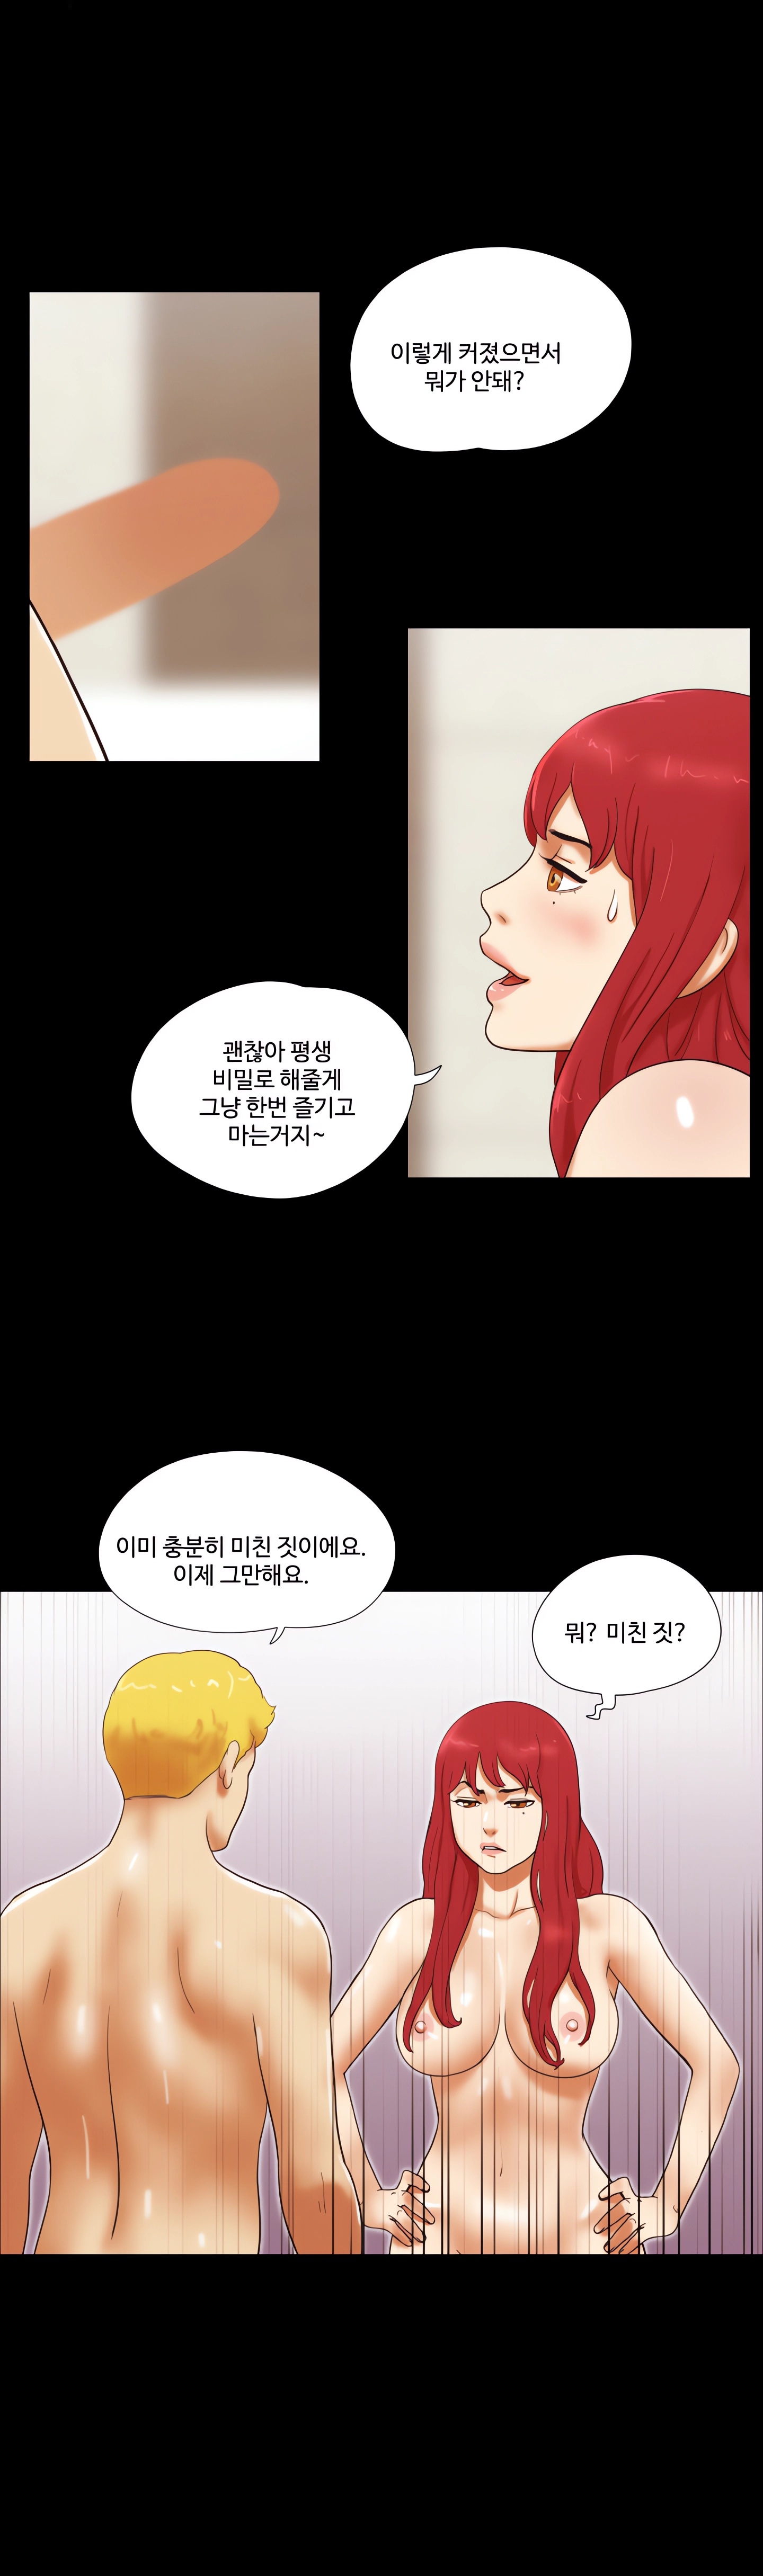 이렇게 커졌으면서
뭐가 안돼?
괜찮아 평생
비밀로 해줄게
그냥 한번 즐기고
마는거지~
이미 충분히 미친 짓이에요.
이제 그만해요.
뭐? 미친 짓?